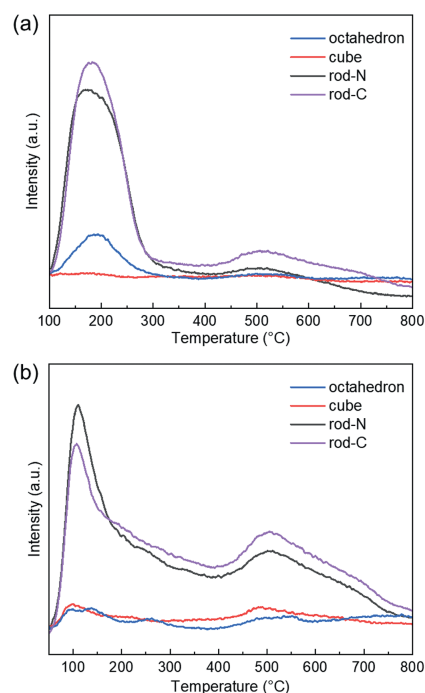 (a)
octahedron
cube
rod-N
rod-C
Intensity (a.u.)
100 200 300 400 500 600 700 800
Temperature (°C)
(b)
octahedron
cube
rod-N
rod-C
Intensity (a.u.)
100 200 300 400 500 600 700 800
Temperature (°C)